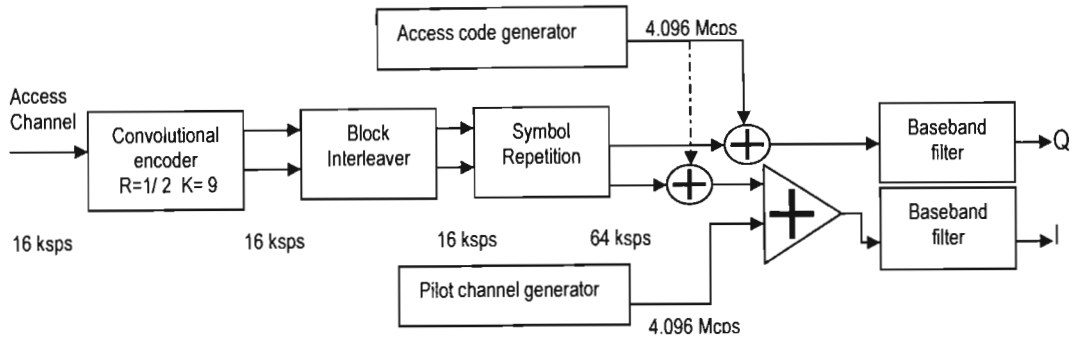 Access code generator
4.096 Mcps
Access
Channel
Convolutional
encoder
R=1/ 2 K= 9
Block
Interleaver
Symbol
Repetition
Baseband
filter
Q
Baseband
filter
I
16 ksps
16 ksps
16 ksps
64 ksps
Pilot channel generator
4.096 Mcps